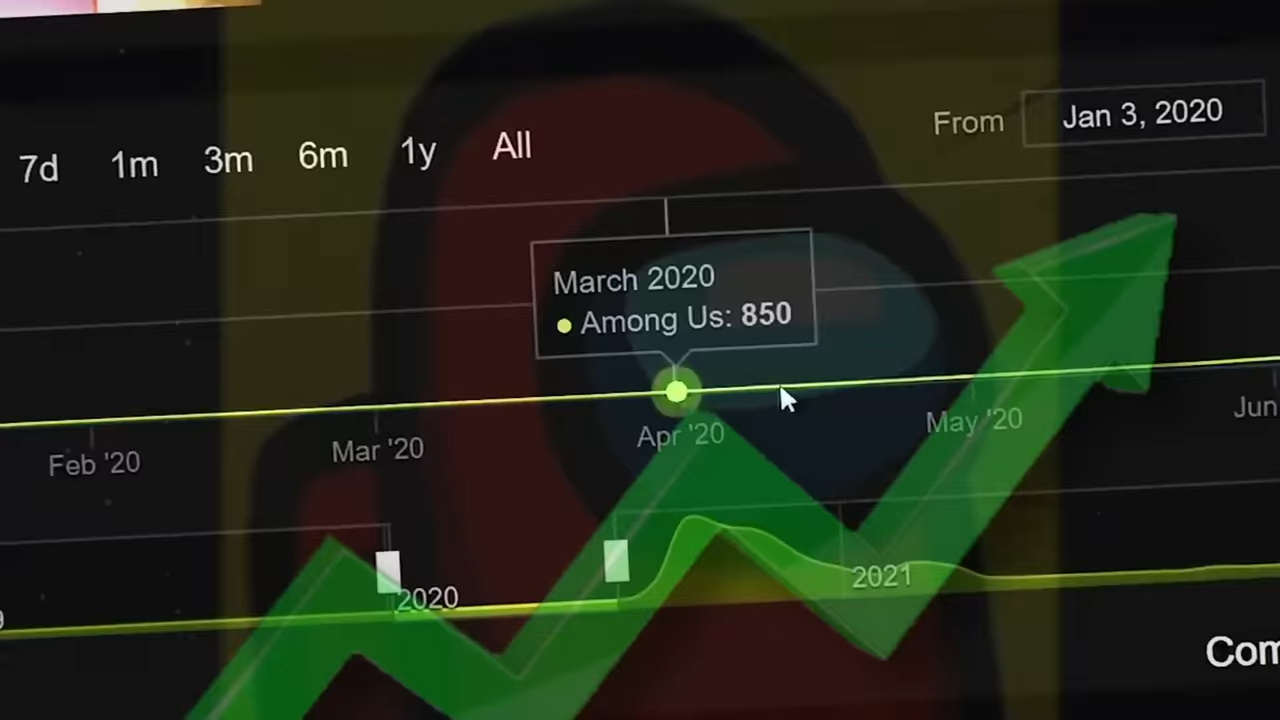 7d 1m 3m 6m 1y All
From Jan 3, 2020
March 2020
Among Us: 850
Feb '20 Mar '20 Apr '20 May '20 Jun
2020 2021
Com